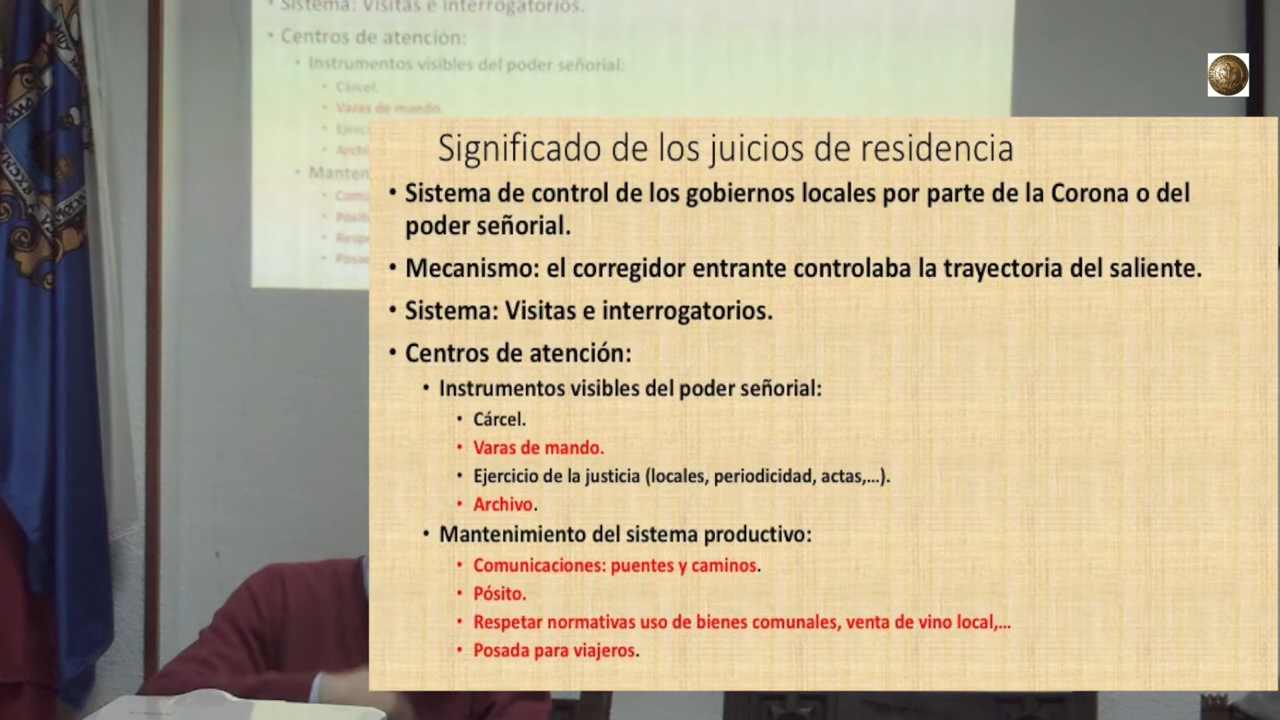 Sistema: Visitas e interrogatorios.
• Centros de atención:
• Instrumentos visibles del poder señorial:
• Cárcel.
• Varas de mando.
Significado de los juicios de residencia
• Sistema de control de los gobiernos locales por parte de la Corona o del
poder señorial.
• Mecanismo: el corregidor entrante controlaba la trayectoria del saliente.
• Sistema: Visitas e interrogatorios.
• Centros de atención:
• Instrumentos visibles del poder señorial:
• Cárcel.
• Varas de mando.
• Ejercicio de la justicia (locales, periodicidad, actas,...).
• Archivo.
• Mantenimiento del sistema productivo:
• Comunicaciones: puentes y caminos.
• Pósito.
• Respetar normativas uso de bienes comunales, venta de vino local,...
• Posada para viajeros.